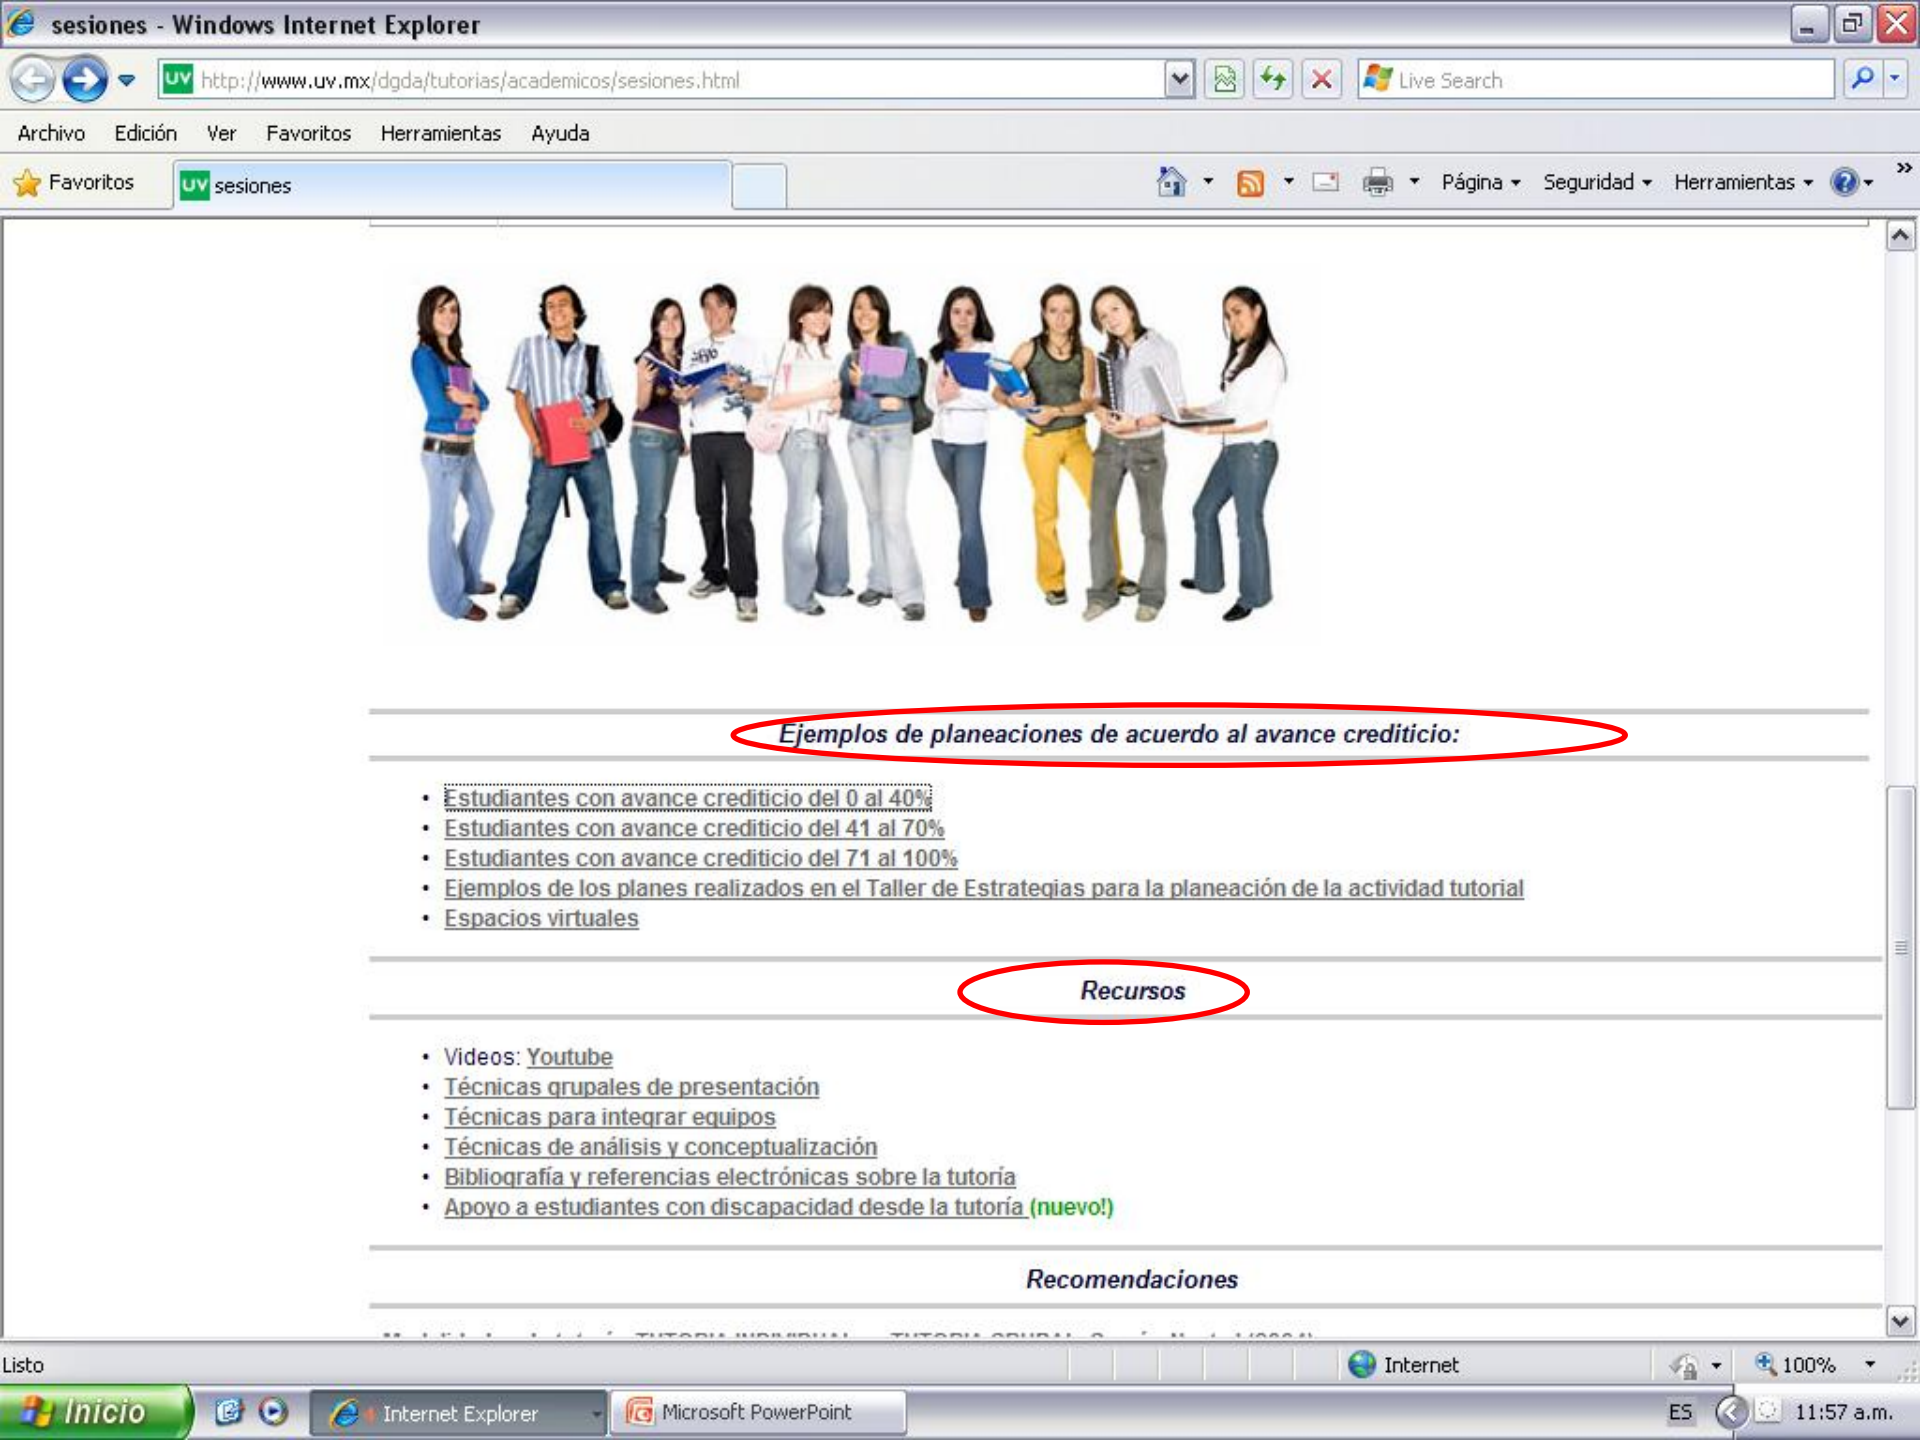 sesiones - Windows Internet Explorer
UV http://www.uv.mx/dgda/tutorias/academicos/sesiones.html
Live Search
Archivo Edición Ver Favoritos Herramientas Ayuda
Favoritos UV sesiones Página Seguridad Herramientas »
Ejemplos de planeaciones de acuerdo al avance crediticio:
• Estudiantes con avance crediticio del 0 al 40%
• Estudiantes con avance crediticio del 41 al 70%
• Estudiantes con avance crediticio del 71 al 100%
• Ejemplos de los planes realizados en el Taller de Estrategias para la planeación de la actividad tutorial
• Espacios virtuales
Recursos
• Videos: Youtube
• Técnicas grupales de presentación
• Técnicas para integrar equipos
• Técnicas de análisis y conceptualización
• Bibliografía y referencias electrónicas sobre la tutoría
• Apoyo a estudiantes con discapacidad desde la tutoría (nuevo!)
Recomendaciones
Listo Internet 100%
Inicio 4 Internet Explorer Microsoft PowerPoint ES 11:57 a.m.